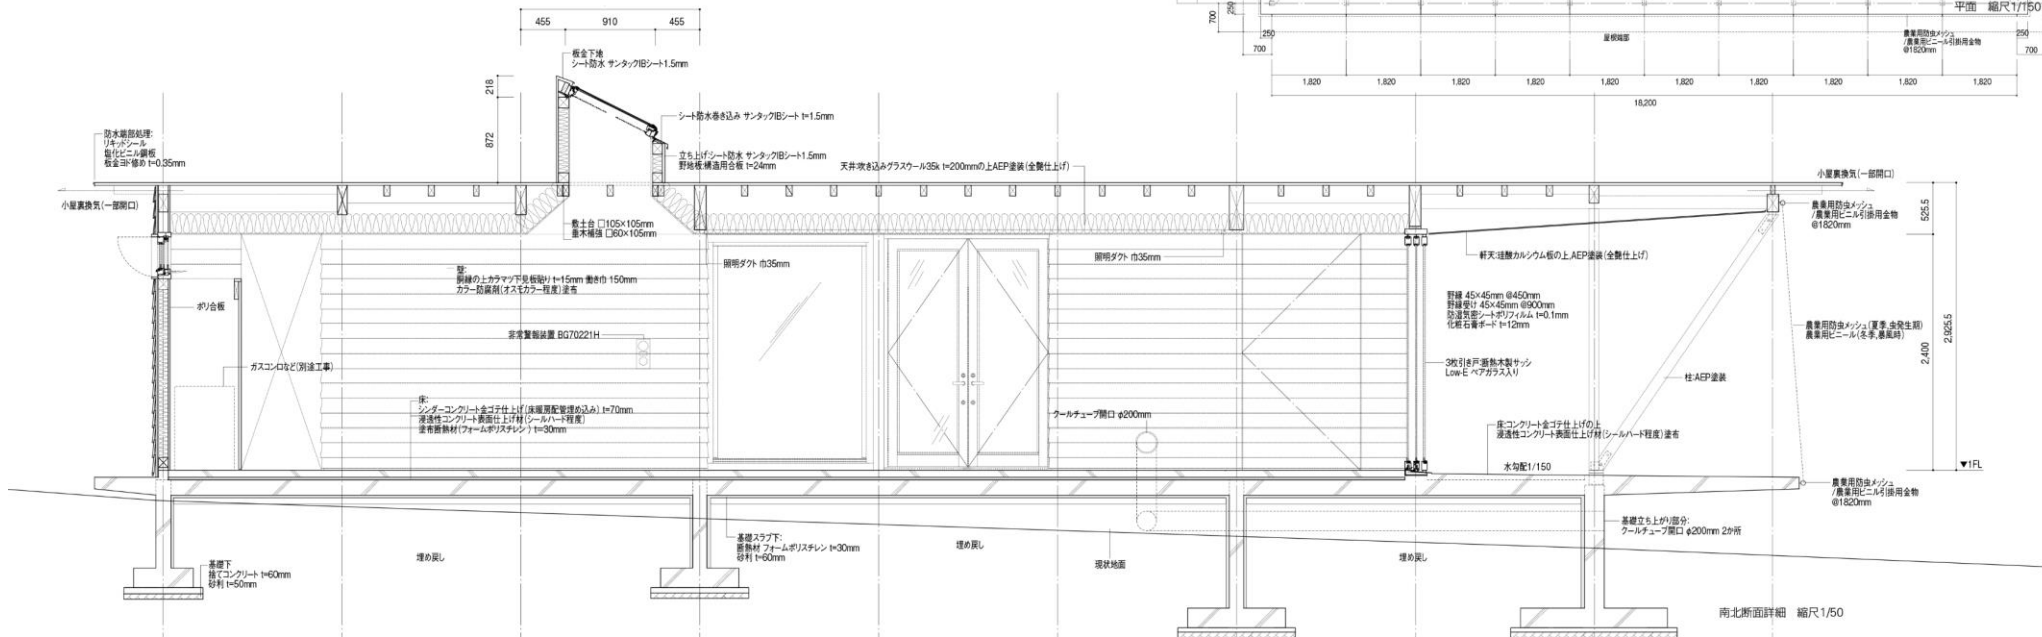 455
910
455
250
700
平面 縮尺1/150
250
700
屋根端部
農業用防虫メッシュ
/農業用ビニール引掛用金物
@1820mm
250
700
1,820
1,820
1,820
1,820
1,820
1,820
1,820
1,820
1,820
1,820
18,200
板金下地
シート防水 サンタックIBシート1.5mm
218
872
シート防水巻き込み サンタックIBシート t=1.5mm
防水端部処理:
リキッドシール
塩化ビニル鋼板
t=0.35mm
立ち上げシート防水 サンタックIBシート1.5mm
野地板:構造用合板 t=24mm
天井:吹き込みグラスウール35k t=200mmの上AEP塗装(全艶仕上げ)
小屋裏換気(一部開口)
小屋裏換気(一部開口)
敷土台 □105×105mm
垂木補強 □60×105mm
農業用防虫メッシュ
/農業用ビニル引掛用金物
@1820mm
525.5
2,400
2,925.5
照明ダクト 巾35mm
照明ダクト 巾35mm
軒天:珪酸カルシウム板の上,AEP塗装(全艶仕上げ)
壁:
胴縁の上カラマツ下見板貼り t=15mm 働き巾 150mm
カラー防腐剤(オスモカラー程度)塗布
ポリ合板
野縁 45×45mm @450mm
野縁受け 45×45mm @900mm
防湿気密シートポリフィルム t=0.1mm
化粧石膏ボード t=12mm
非常警報装置 BG70221H
農業用防虫メッシュ(夏季,虫発生期)
農業用ビニール(冬季,暴風時)
ガスコンロなど(別途工事)
3枚引き戸:断熱木製サッシ
Low-E ペアガラス入り
柱:AEP塗装
床:
シンダーコンクリート金ゴテ仕上げ(床暖房配管埋め込み) t=70mm
浸透性コンクリート表面仕上げ材(シールハード程度)
塗布断熱材(フォームポリスチレン) t=30mm
クールチューブ開口 φ200mm
床:コンクリート金ゴテ仕上げの上
浸透性コンクリート表面仕上げ材(シールハード程度)塗布
水勾配1/150
▼1FL
農業用防虫メッシュ
/農業用ビニル引掛用金物
@1820mm
基礎立ち上がり部分:
クールチューブ開口 φ200mm 2か所
基礎スラブ下:
断熱材 フォームポリスチレン t=30mm
砂利 t=60mm
埋め戻し
埋め戻し
現状地面
埋め戻し
基礎下
捨てコンクリート t=60mm
砂利 t=50mm
南北断面詳細 縮尺1/50